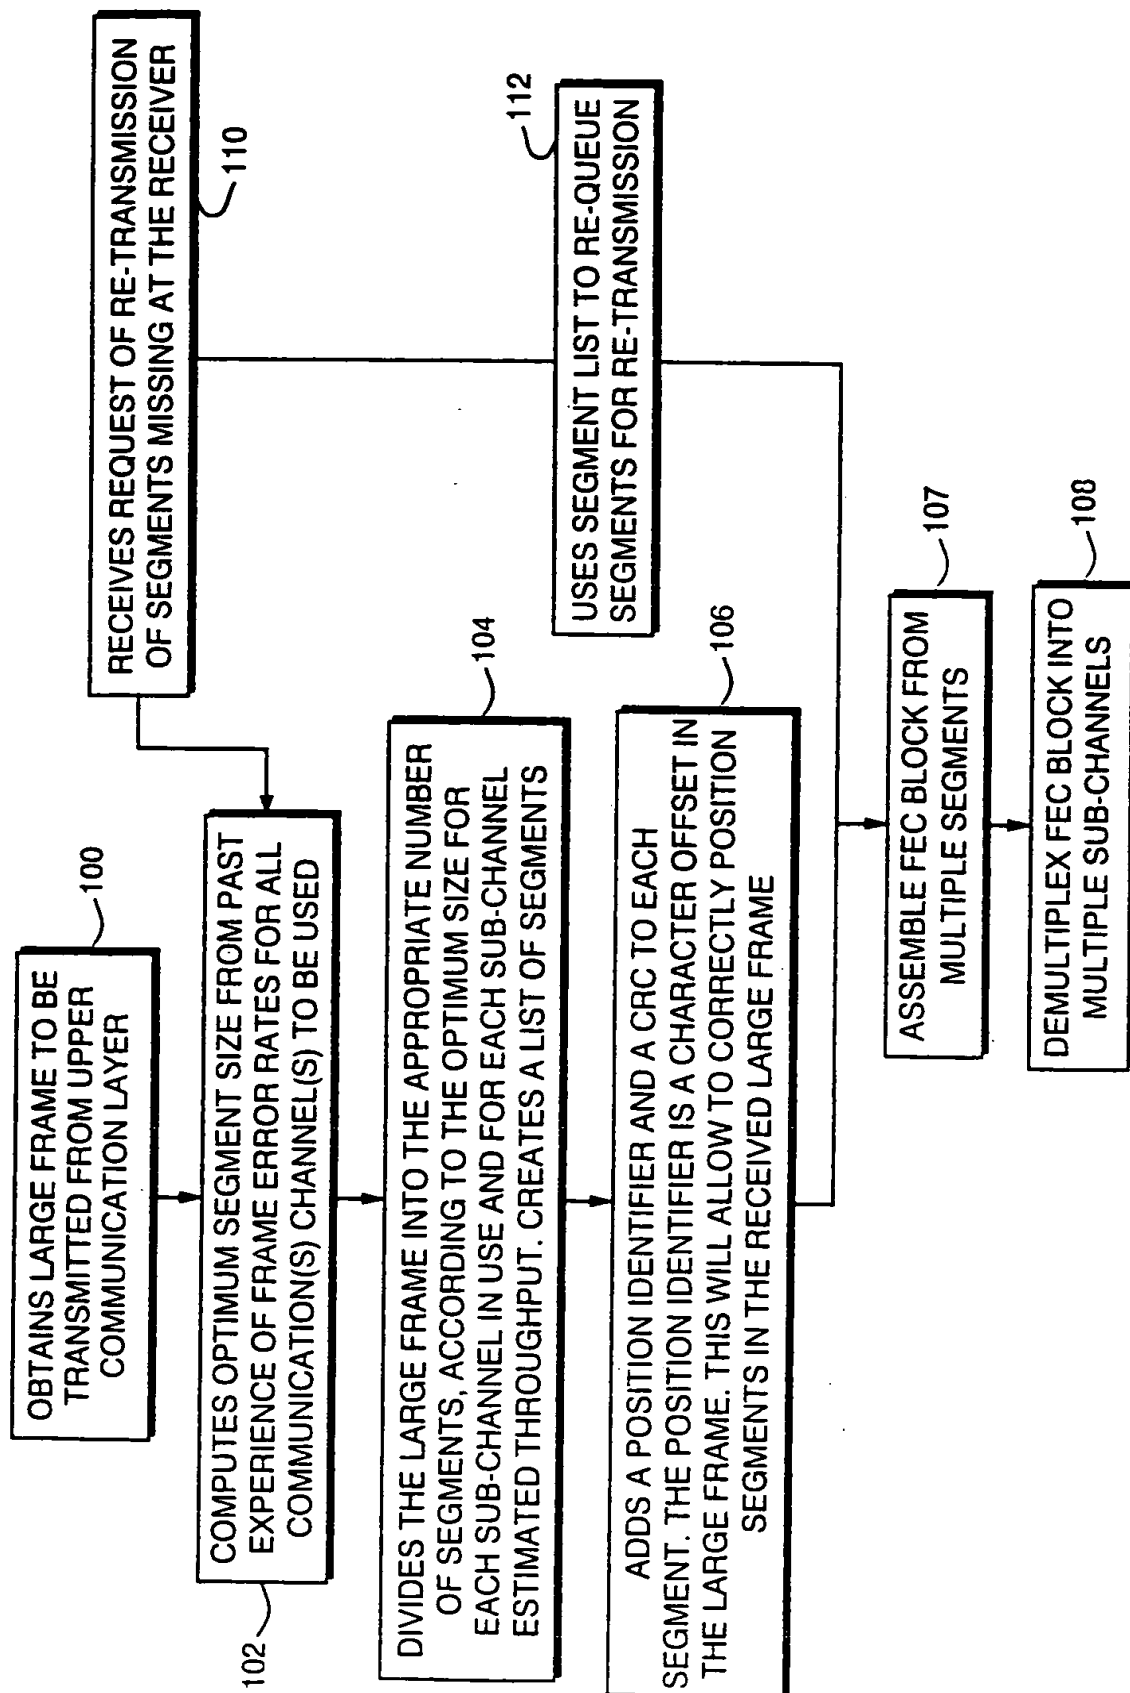 OBTAINS LARGE FRAME TO BE
TRANSMITTED FROM UPPER
COMMUNICATION LAYER
100
COMPUTES OPTIMUM SEGMENT SIZE FROM PAST
EXPERIENCE OF FRAME ERROR RATES FOR ALL
COMMUNICATION(S) CHANNEL(S) TO BE USED
102
DIVIDES THE LARGE FRAME INTO THE APPROPRIATE NUMBER
OF SEGMENTS, ACCORDING TO THE OPTIMUM SIZE FOR
EACH SUB-CHANNEL IN USE AND FOR EACH SUB-CHANNEL
ESTIMATED THROUGHPUT. CREATES A LIST OF SEGMENTS
104
ADDS A POSITION IDENTIFIER AND A CRC TO EACH
SEGMENT. THE POSITION IDENTIFIER IS A CHARACTER OFFSET IN
THE LARGE FRAME. THIS WILL ALLOW TO CORRECTLY POSITION
SEGMENTS IN THE RECEIVED LARGE FRAME
106
RECEIVES REQUEST OF RE-TRANSMISSION
OF SEGMENTS MISSING AT THE RECEIVER
110
USES SEGMENT LIST TO RE-QUEUE
SEGMENTS FOR RE-TRANSMISSION
112
ASSEMBLE FEC BLOCK FROM
MULTIPLE SEGMENTS
107
DEMULTIPLEX FEC BLOCK INTO
MULTIPLE SUB-CHANNELS
108